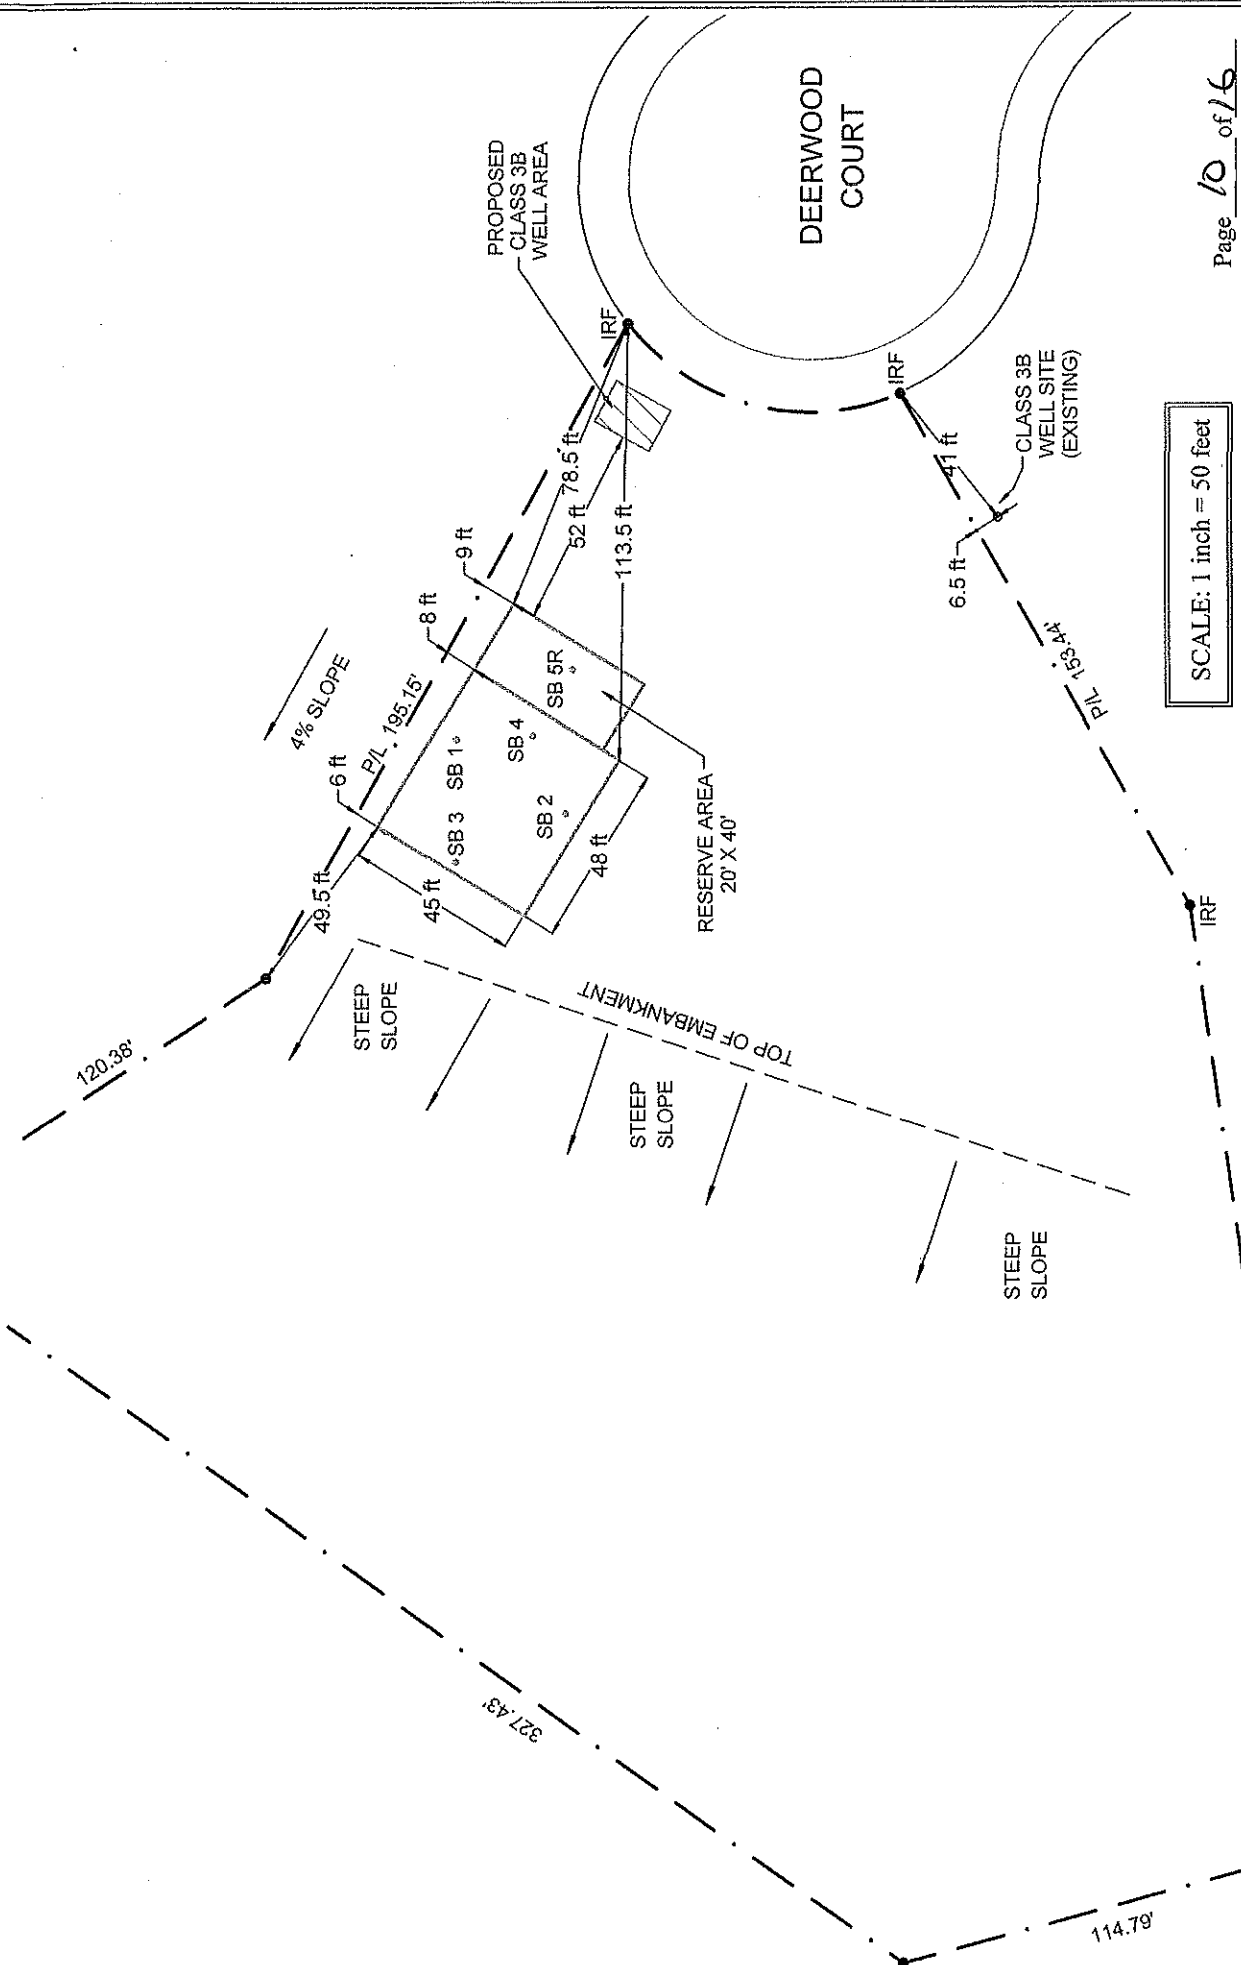 DEERWOOD
COURT
PROPOSED
CLASS 3B
WELL AREA
IRF
IRF
CLASS 3B
WELL SITE
(EXISTING)
41 ft
6.5 ft
P/L 153.44'
IRF
78.5 ft
52 ft
113.5 ft
9 ft
8 ft
6 ft
4% SLOPE
P/L 195.15'
SB 5R
SB 4
SB 1
SB 3
SB 2
49.5 ft
45 ft
48 ft
RESERVE AREA
20' X 40'
TOP OF EMBANKMENT
STEEP
SLOPE
STEEP
SLOPE
STEEP
SLOPE
120.38'
327.43'
114.79'
SCALE: 1 inch = 50 feet
Page 10 of 16